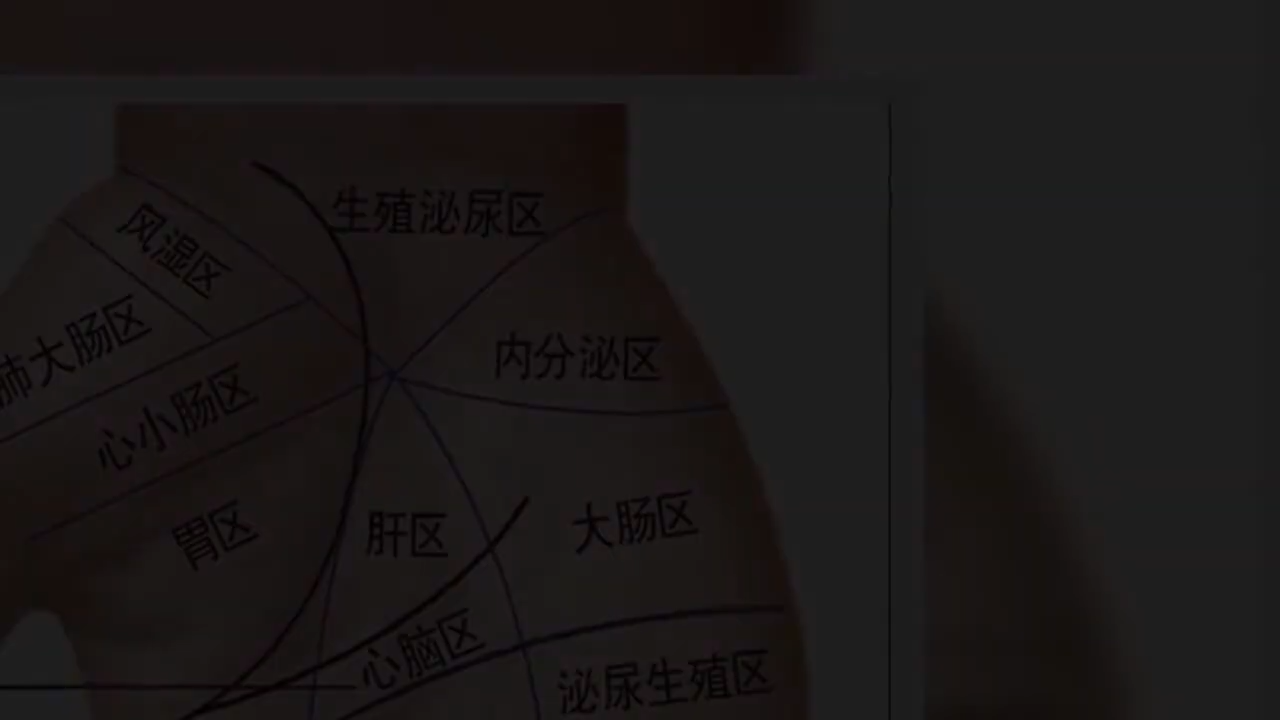 生殖泌尿区
风湿区
肺大肠区
内分泌区
心小肠区
胃区
肝区
大肠区
心脑区
泌尿生殖区